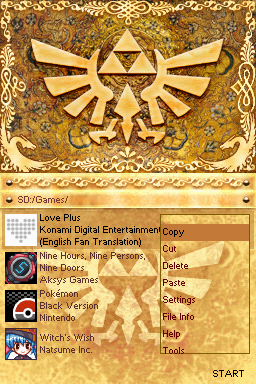 SD:/Games/
Love Plus
Konami Digital Entertainment
(English Fan Translation)
Nine Hours, Nine Persons,
Nine Doors
Aksys Games
Pokémon
Black Version
Nintendo
Witch's Wish
Natsume Inc.
Copy
Cut
Delete
Paste
Settings
File Info
Help
Tools
START